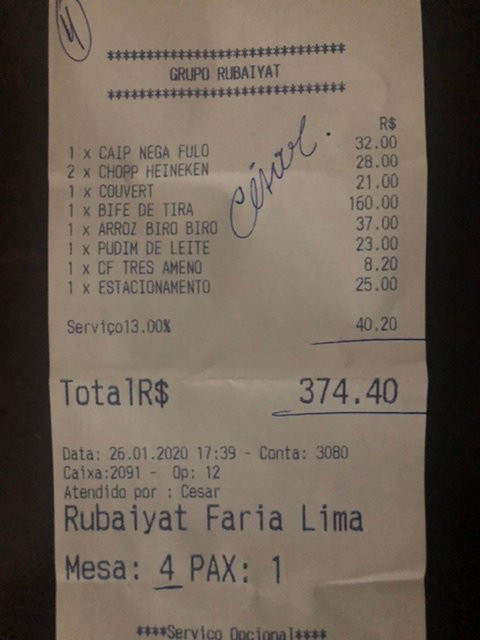 4
****************************
GRUPO RUBAIYAT
****************************
R$
1 x CAIP NEGA FULO 32.00
2 x CHOPP HEINEKEN 28.00
1 x COUVERT 21.00
1 x BIFE DE TIRA 160.00
1 x ARROZ BIRO BIRO 37.00
1 x PUDIM DE LEITE 23.00
1 x CF TRES AMENO 8.20
1 x ESTACIONAMENTO 25.00
César.
Serviço13.00% 40.20
TotalR$ 374.40
Data: 26.01.2020 17:39 - Conta: 3080
Caixa:2091 - Op: 12
Atendido por : Cesar
Rubaiyat Faria Lima
Mesa: 4 PAX: 1
****Serviço Opcional****